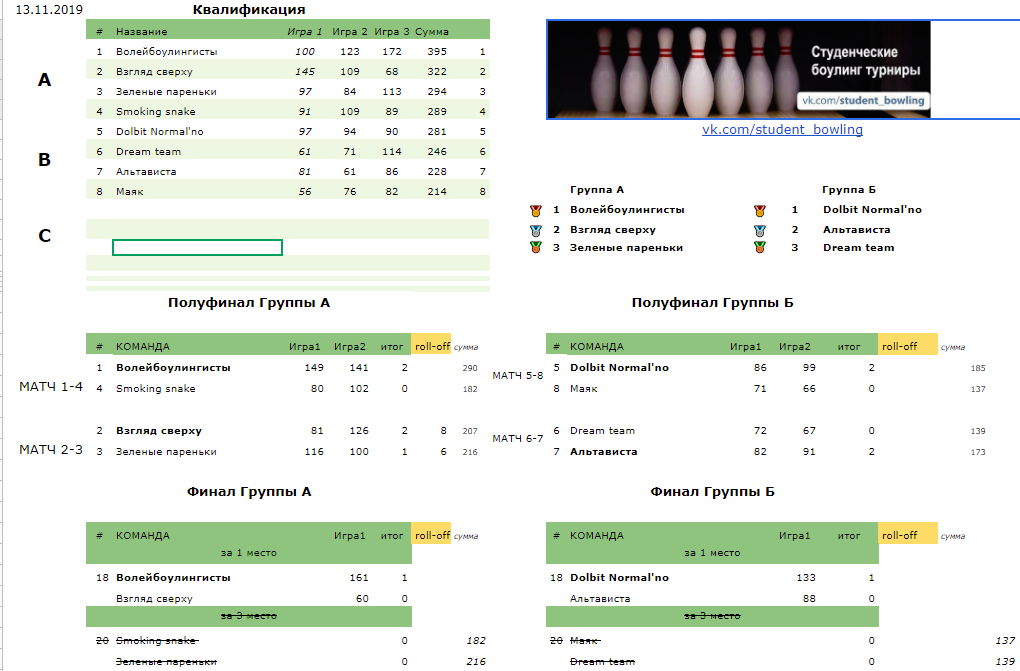 13.11.2019 Квалификация
# Название Игра 1 Игра 2 Игра 3 Сумма
A
1 Волейбоулингисты 100 123 172 395 1
2 Взгляд сверху 145 109 68 322 2
3 Зеленые пареньки 97 84 113 294 3
4 Smoking snake 91 109 89 289 4
B
5 Dolbit Normal'no 97 94 90 281 5
6 Dream team 61 71 114 246 6
7 Альтависта 81 61 86 228 7
8 Маяк 56 76 82 214 8
C
Студенческие
боулинг турниры
vk.com/student_bowling
vk.com/student_bowling
Группа А Группа Б
1 Волейбоулингисты 1 Dolbit Normal'no
2 Взгляд сверху 2 Альтависта
3 Зеленые пареньки 3 Dream team
Полуфинал Группы А
# КОМАНДА Игра1 Игра2 итог roll-off сумма
МАТЧ 1-4
1 Волейбоулингисты 149 141 2 290
4 Smoking snake 80 102 0 182
МАТЧ 2-3
2 Взгляд сверху 81 126 2 8 207
3 Зеленые пареньки 116 100 1 6 216
Полуфинал Группы Б
# КОМАНДА Игра1 Игра2 итог roll-off сумма
МАТЧ 5-8
5 Dolbit Normal'no 86 99 2 185
8 Маяк 71 66 0 137
МАТЧ 6-7
6 Dream team 72 67 0 139
7 Альтависта 82 91 2 173
Финал Группы А
# КОМАНДА Игра1 итог roll-off сумма
за 1 место
18 Волейбоулингисты 161 1
Взгляд сверху 60 0
за 3 место
20 Smoking snake 0 182
Зеленые пареньки 0 216
Финал Группы Б
# КОМАНДА Игра1 итог roll-off сумма
за 1 место
18 Dolbit Normal'no 133 1
Альтависта 88 0
за 3 место
20 Маяк 0 137
Dream team 0 139